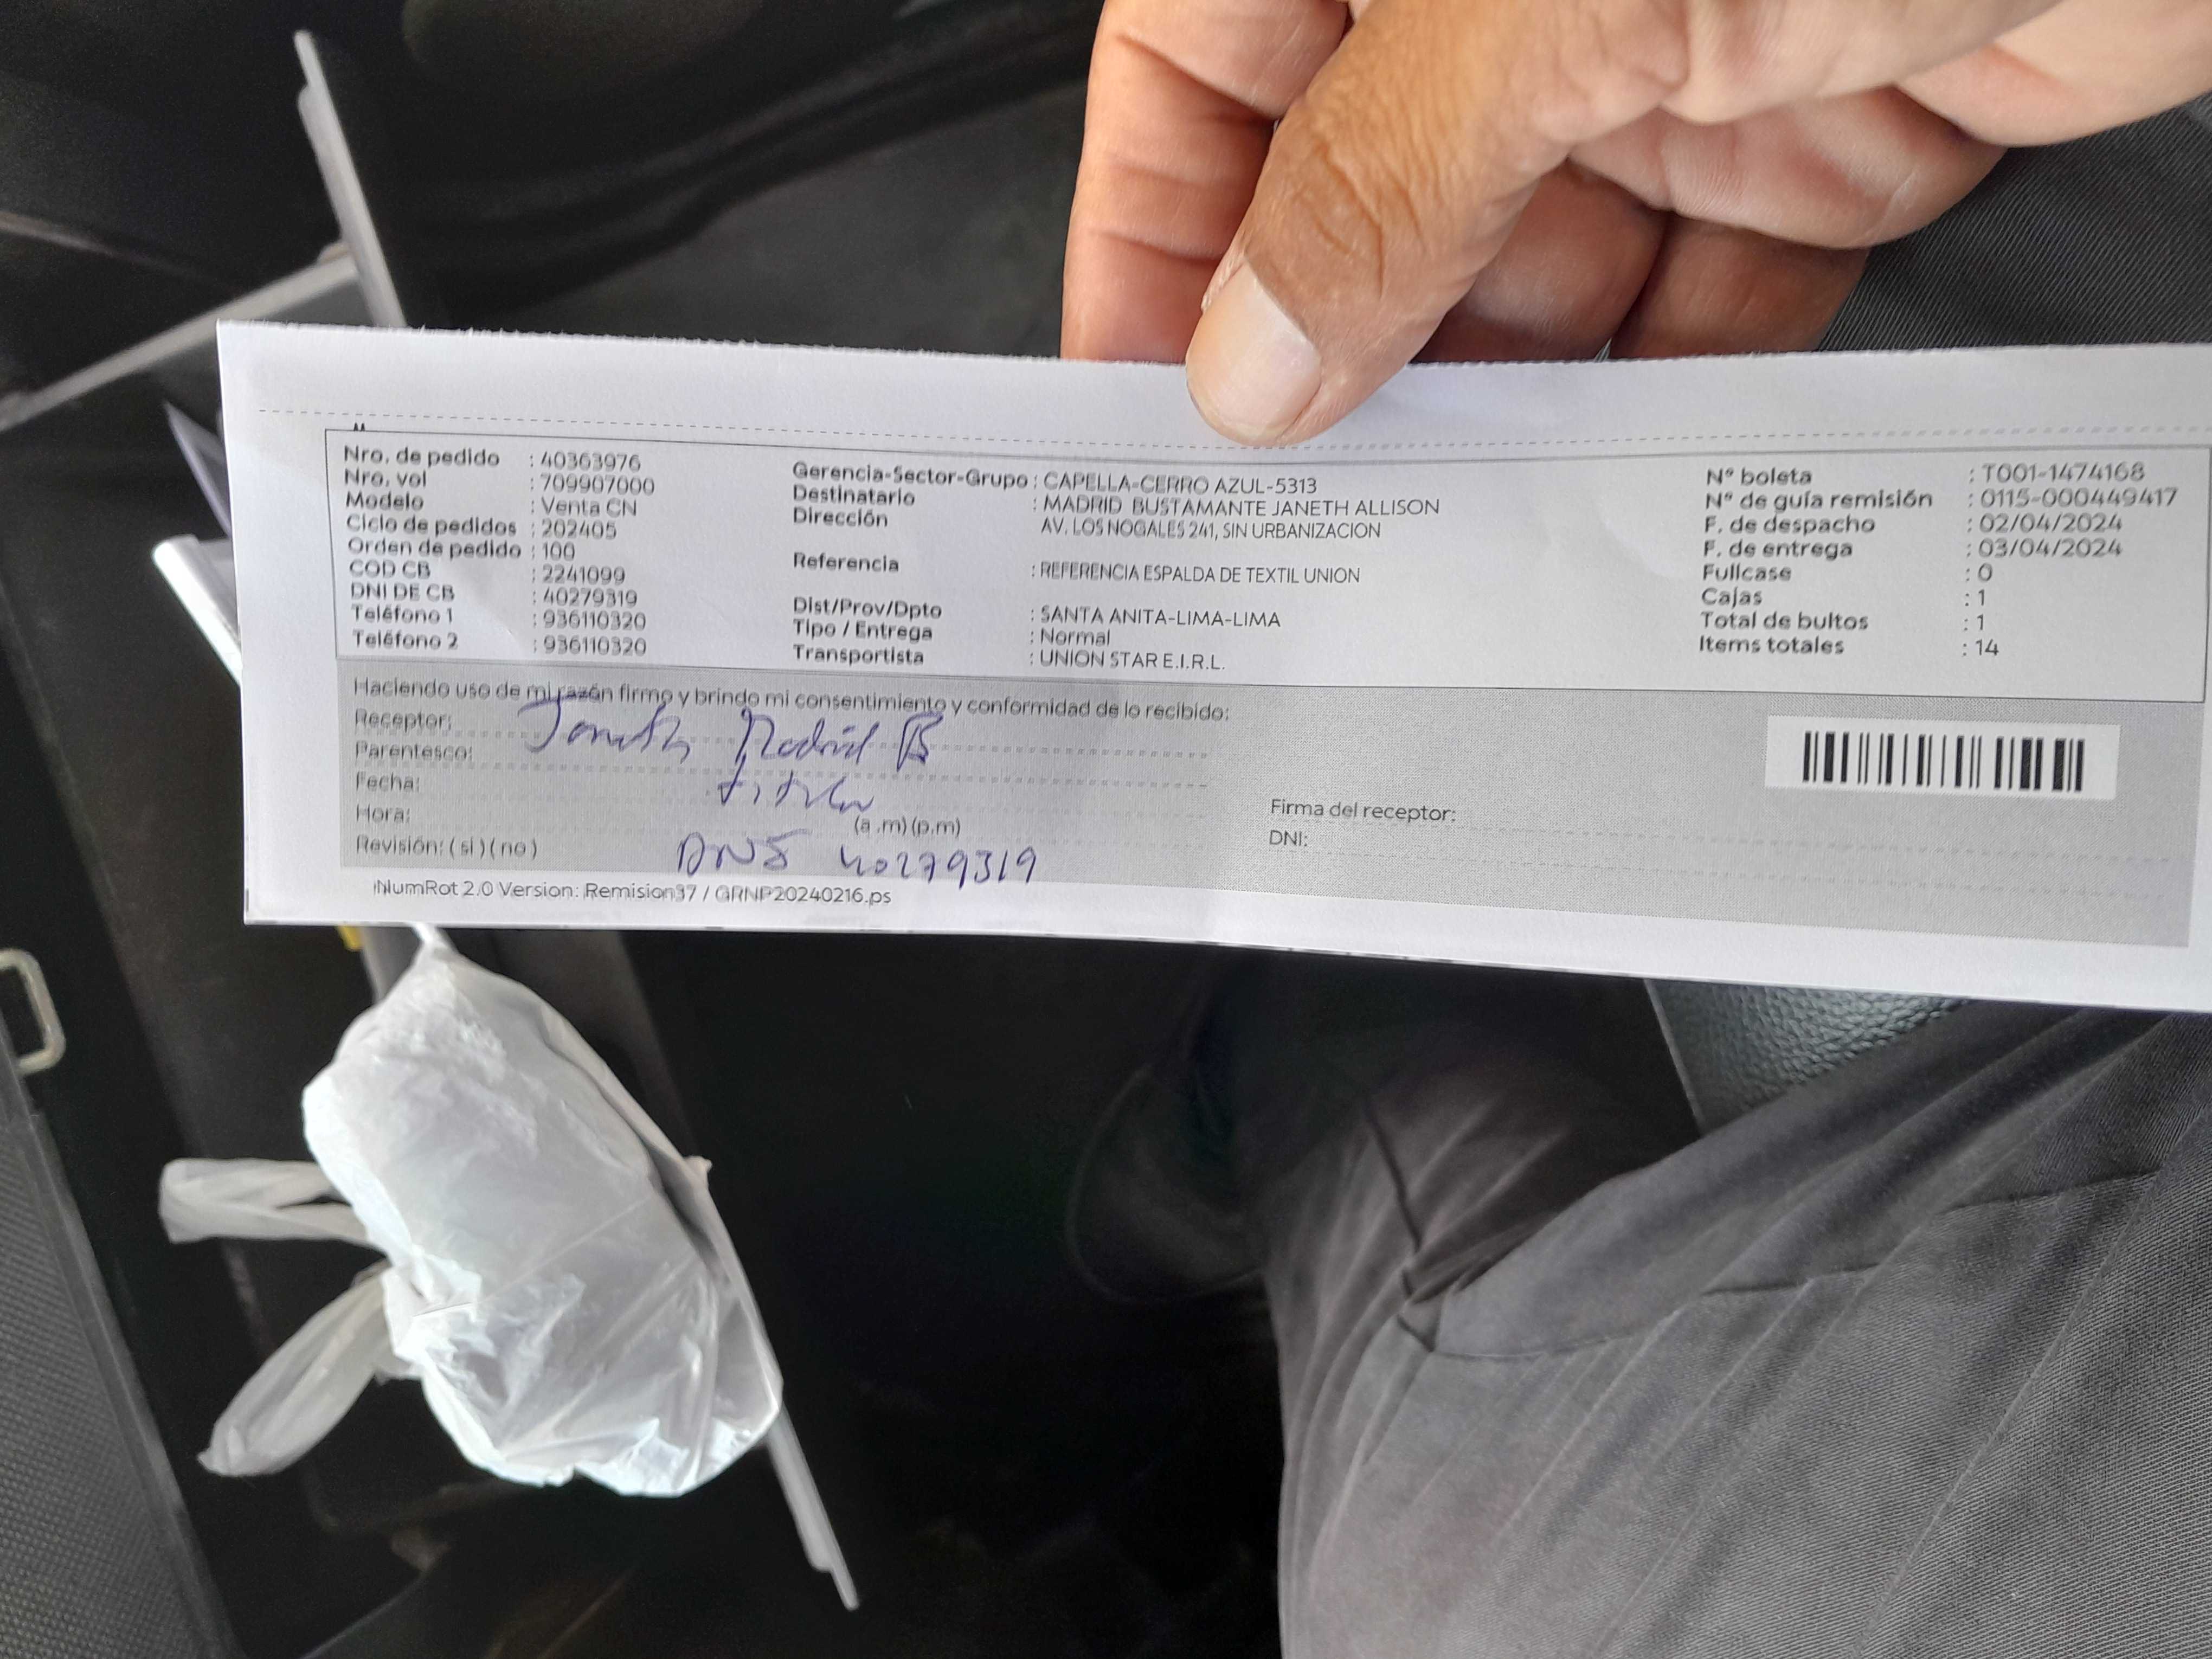 Nro. de pedido : 40363976
Nro. vol : 709907000
Modelo : Venta CN
Ciclo de pedidos : 202405
Orden de pedido : 100
COD CB : 2241099
DNI DE CB : 40279319
Teléfono 1 : 936110320
Teléfono 2 : 936110320
Gerencia-Sector-Grupo : CAPELLA-CERRO AZUL-5313
Destinatario : MADRID BUSTAMANTE JANETH ALLISON
Dirección AV. LOS NOGALES 241, SIN URBANIZACION
Referencia : REFERENCIA ESPALDA DE TEXTIL UNION
Dist/Prov/Dpto : SANTA ANITA-LIMA-LIMA
Tipo / Entrega : Normal
Transportista : UNION STAR E.I.R.L.
N° boleta : T001-1474168
N° de guía remisión : 0115-000449417
F. de despacho : 02/04/2024
F. de entrega : 03/04/2024
Fullcase : 0
Cajas : 1
Total de bultos : 1
Items totales : 14
Haciendo uso de mi razón firmo y brindo mi consentimiento y conformidad de lo recibido:
Receptor: Janeth Madrid B
Parentesco:
Fecha: titular
Hora: (a .m) (p.m)
Revisión: ( si ) ( no ) DNI 40279319
Firma del receptor:
DNI:
NumRot 2.0 Version: Remision37 / GRNP20240216.ps